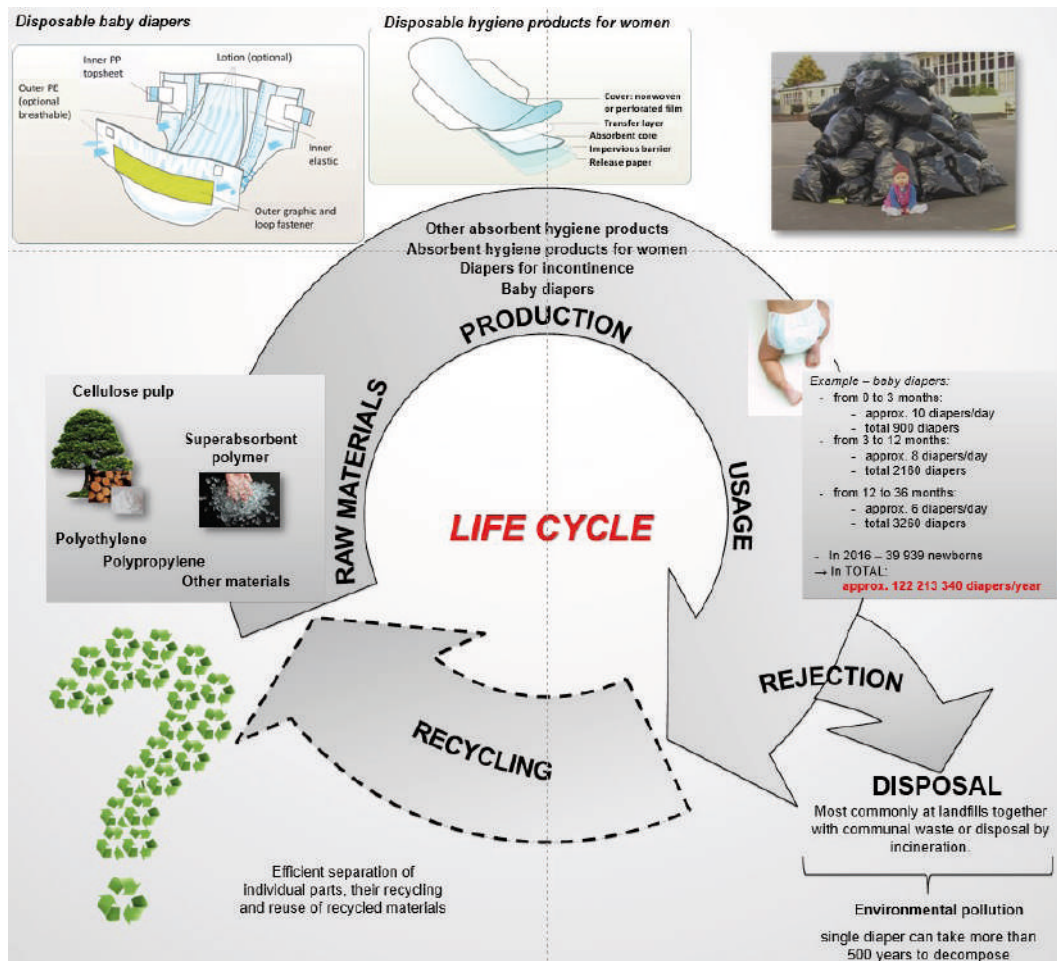 Disposable baby diapers
Inner PP
topsheet
Lotion (optional)
Outer PE
(optional
breathable)
Inner
elastic
Outer graphic and
loop fastener
Disposable hygiene products for women
Cover: nonwoven
or perforated film
Transfer layer
Absorbent core
Impervious barrier
Release paper
Other absorbent hygiene products
Absorbent hygiene products for women
Diapers for incontinence
Baby diapers
PRODUCTION
RAW MATERIALS
Cellulose pulp
Superabsorbent
polymer
Polyethylene
Polypropylene
Other materials
LIFE CYCLE
USAGE
Example – baby diapers:
- from 0 to 3 months:
- approx. 10 diapers/day
- total 900 diapers
- from 3 to 12 months:
- approx. 8 diapers/day
- total 2160 diapers
- from 12 to 36 months:
- approx. 6 diapers/day
- total 3260 diapers
- In 2016 – 39 939 newborns
→ In TOTAL:
approx. 122 213 340 diapers/year
REJECTION
RECYCLING
DISPOSAL
Most commonly at landfills together
with communal waste or disposal by
incineration.
Environmental pollution
single diaper can take more than
500 years to decompose
Efficient separation of
individual parts, their recycling
and reuse of recycled materials